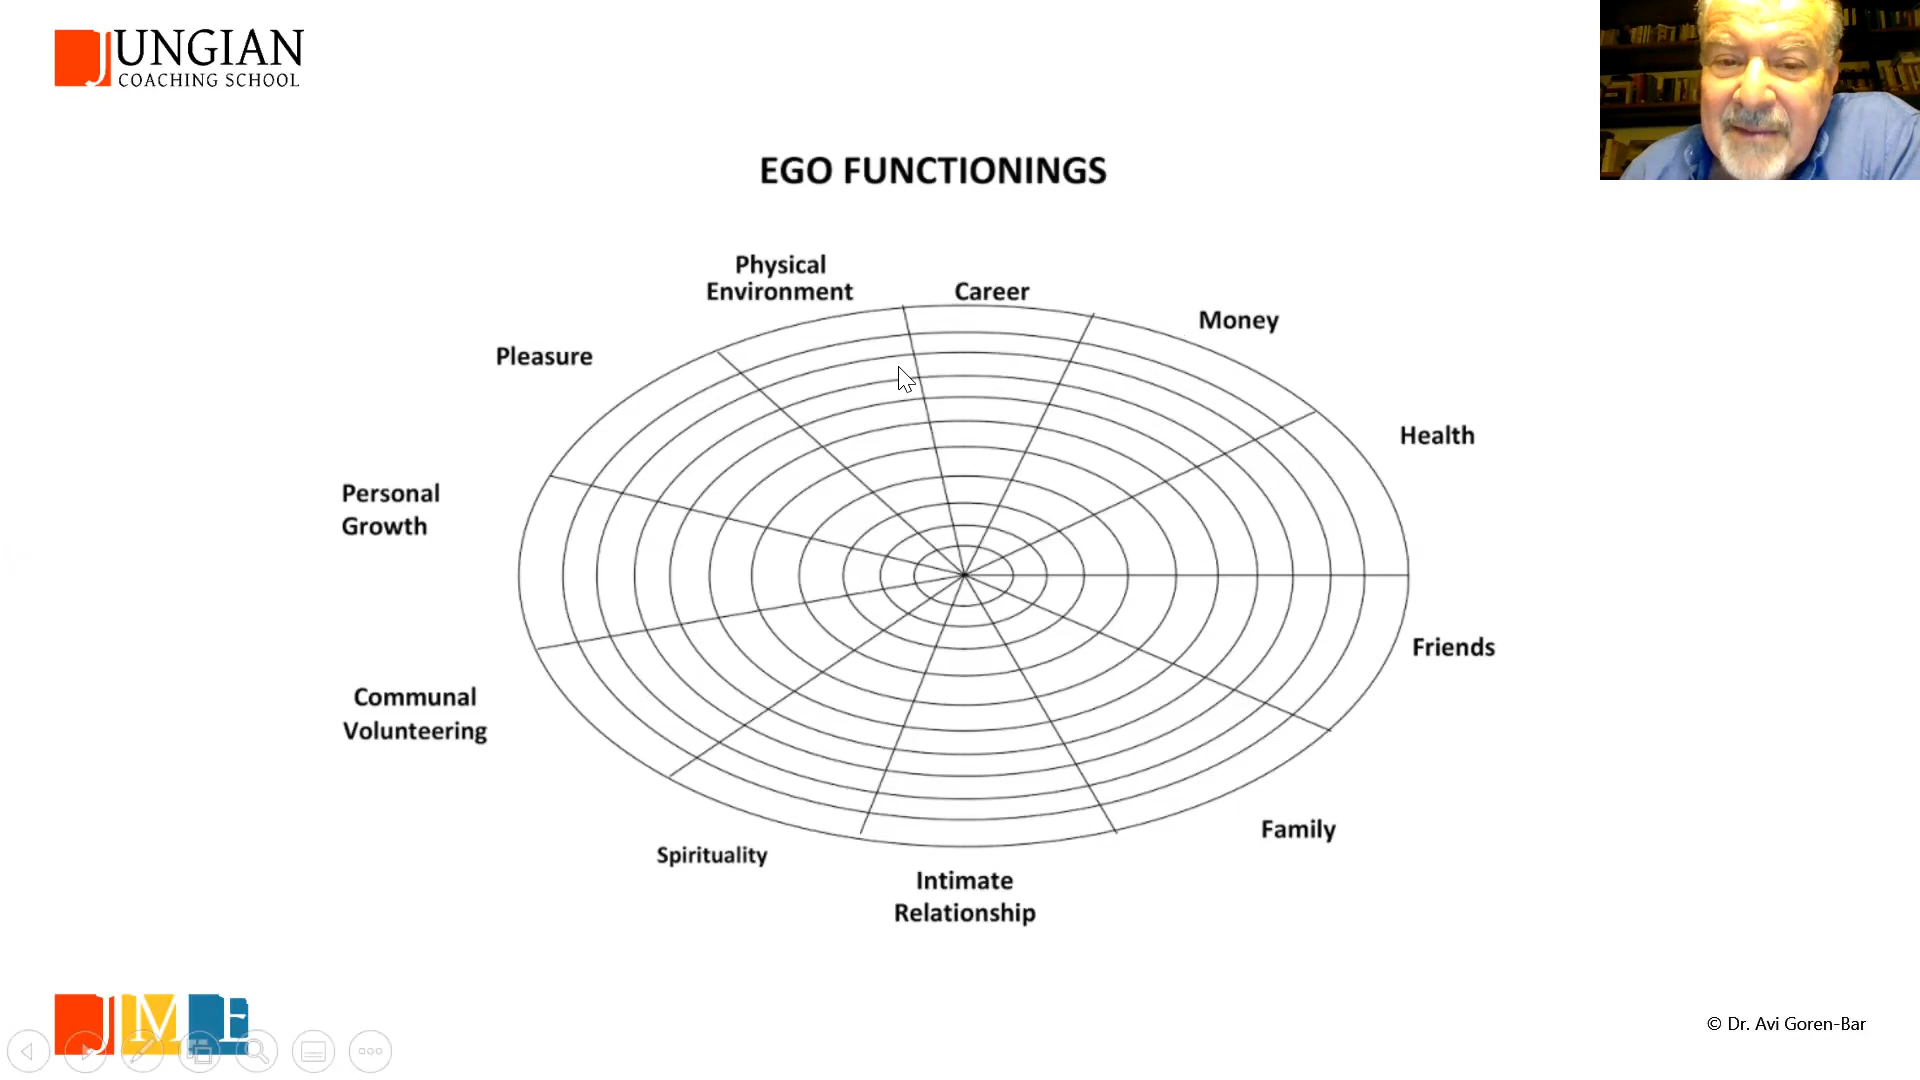 JUNGIAN
COACHING SCHOOL
EGO FUNCTIONINGS
Physical
Environment
Career
Money
Pleasure
Health
Personal
Growth
Friends
Communal
Volunteering
Family
Spirituality
Intimate
Relationship
JME
© Dr. Avi Goren-Bar